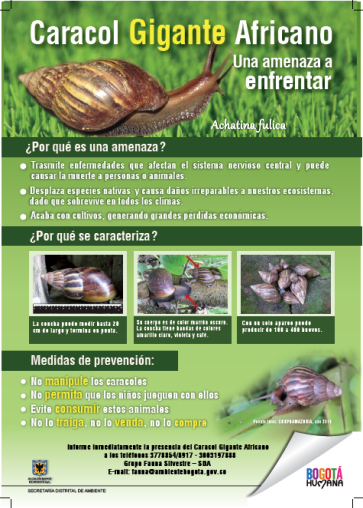 Caracol Gigante Africano
Una amenaza a
enfrentar
Achatina fulica
¿Por qué es una amenaza?
Trasmite enfermedades que afectan el sistema nervioso central y puede
causar la muerte a personas o animales.
Desplaza especies nativas y causa daños irreparables a nuestros ecosistemas,
dado que sobrevive en todos los climas.
Acaba con cultivos, generando grandes pérdidas económicas.
¿Por qué se caracteriza?
La concha puede medir hasta 20
cm de largo y termina en punta.
Su cuerpo es de color marrón oscuro.
La concha tiene bandas de colores
amarillo claro, violeta y café.
Con un solo apareo puede
producir de 100 a 400 huevos.
Medidas de prevención:
No manipule los caracoles
No permita que los niños jueguen con ellos
Evite consumir estos animales
No lo traiga, no lo venda, no lo compre
Informe inmediatamente la presencia del Caracol Gigante Africano
a los teléfonos 3778854/8917 - 3003197888
Grupo Fauna Silvestre – SDA
E-mail: fauna@ambientebogota.gov.co
SECRETARÍA DISTRITAL DE AMBIENTE
BOGOTÁ
HUMANA